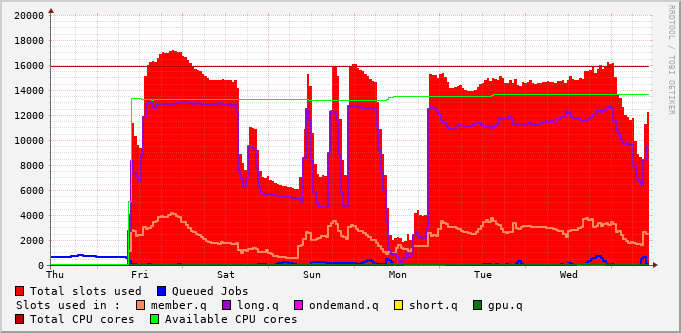 20000
18000
16000
14000
12000
10000
8000
6000
4000
2000
0
Thu Fri Sat Sun Mon Tue Wed
RRDTOOL / TOBI OETIKER
Total slots used Queued Jobs
Slots used in : member.q long.q ondemand.q short.q gpu.q
Total CPU cores Available CPU cores